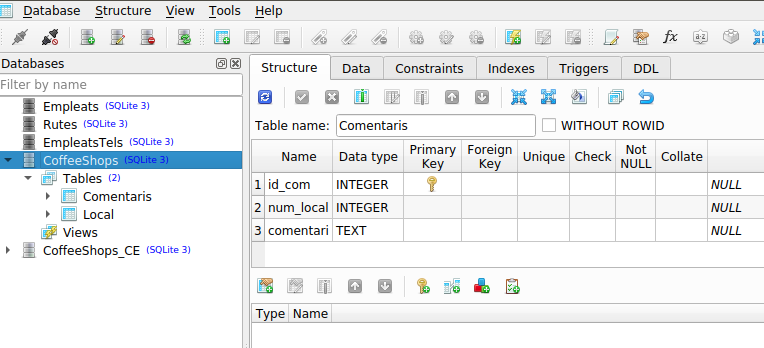 Database Structure View Tools Help
Databases
Filter by name
Empleats (SQLite 3)
Rutes (SQLite 3)
EmpleatsTels (SQLite 3)
CoffeeShops (SQLite 3)
Tables (2)
Comentaris
Local
Views
CoffeeShops_CE (SQLite 3)
Structure Data Constraints Indexes Triggers DDL
Table name: Comentaris WITHOUT ROWID
Name Data type Primary Key Foreign Key Unique Check Not NULL Collate
1 id_com INTEGER NULL
2 num_local INTEGER NULL
3 comentari TEXT NULL
Type Name